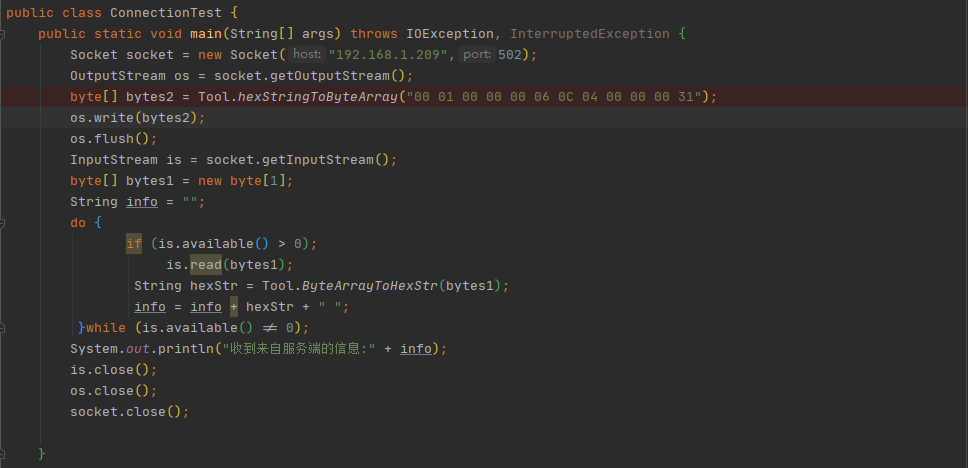 public class ConnectionTest {
public static void main(String[] args) throws IOException, InterruptedException {
Socket socket = new Socket( host: "192.168.1.209", port: 502);
OutputStream os = socket.getOutputStream();
byte[] bytes2 = Tool.hexStringToByteArray("00 01 00 00 00 06 0C 04 00 00 00 31");
os.write(bytes2);
os.flush();
InputStream is = socket.getInputStream();
byte[] bytes1 = new byte[1];
String info = "";
do {
if (is.available() > 0);
is.read(bytes1);
String hexStr = Tool.ByteArrayToHexStr(bytes1);
info = info + hexStr + " ";
}while (is.available() ≠ 0);
System.out.println("收到来自服务端的信息:" + info);
is.close();
os.close();
socket.close();
}